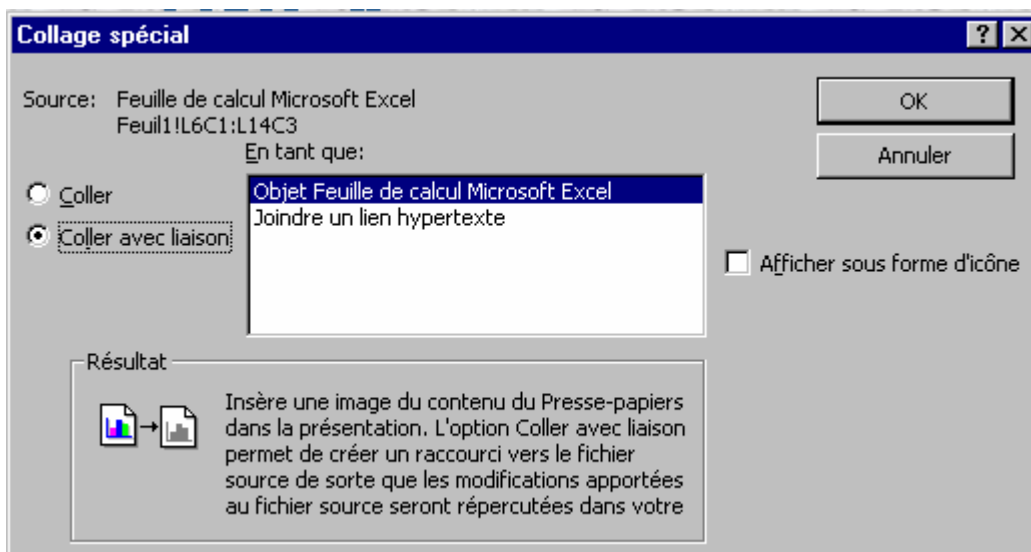 Collage spécial
Source: Feuille de calcul Microsoft Excel
Feuil1!L6C1:L14C3
En tant que:
OK
Annuler
Coller
Coller avec liaison
Objet Feuille de calcul Microsoft Excel
Joindre un lien hypertexte
Afficher sous forme d'icône
Résultat
Insère une image du contenu du Presse-papiers
dans la présentation. L'option Coller avec liaison
permet de créer un raccourci vers le fichier
source de sorte que les modifications apportées
au fichier source seront répercutées dans votre